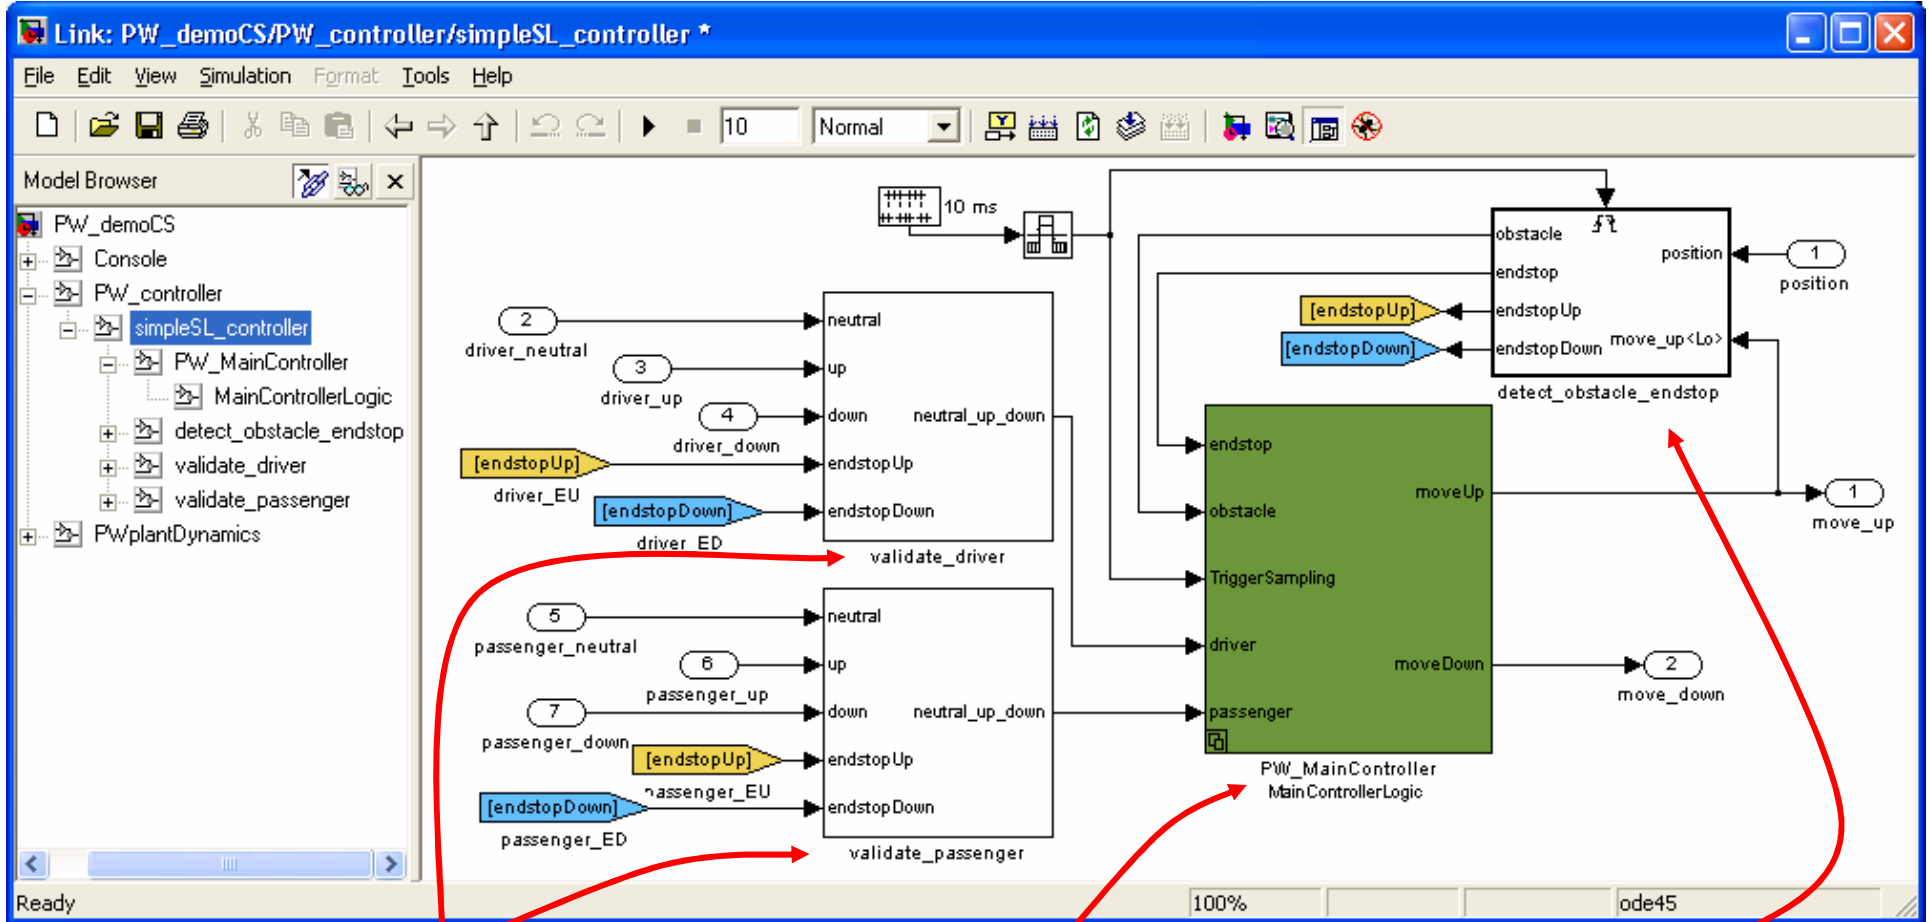 Link: PW_demoCS/PW_controller/simpleSL_controller *
File Edit View Simulation Format Tools Help
10 Normal
Model Browser
PW_demoCS
Console
PW_controller
simpleSL_controller
PW_MainController
MainControllerLogic
detect_obstacle_endstop
validate_driver
validate_passenger
PWplantDynamics
10 ms
obstacle
endstop
endstopUp
endstopDown
position
move_up<Lo>
detect_obstacle_endstop
1
position
[endstopUp]
[endstopDown]
2
driver_neutral
3
driver_up
4
driver_down
[endstopUp]
driver_EU
[endstopDown]
driver_ED
neutral
up
down
endstopUp
endstopDown
neutral_up_down
validate_driver
5
passenger_neutral
6
passenger_up
7
passenger_down
[endstopUp]
passenger_EU
[endstopDown]
passenger_ED
neutral
up
down
endstopUp
endstopDown
neutral_up_down
validate_passenger
endstop
obstacle
TriggerSampling
driver
passenger
moveUp
moveDown
PW_MainController
MainControllerLogic
1
move_up
2
move_down
Ready
100%
ode45